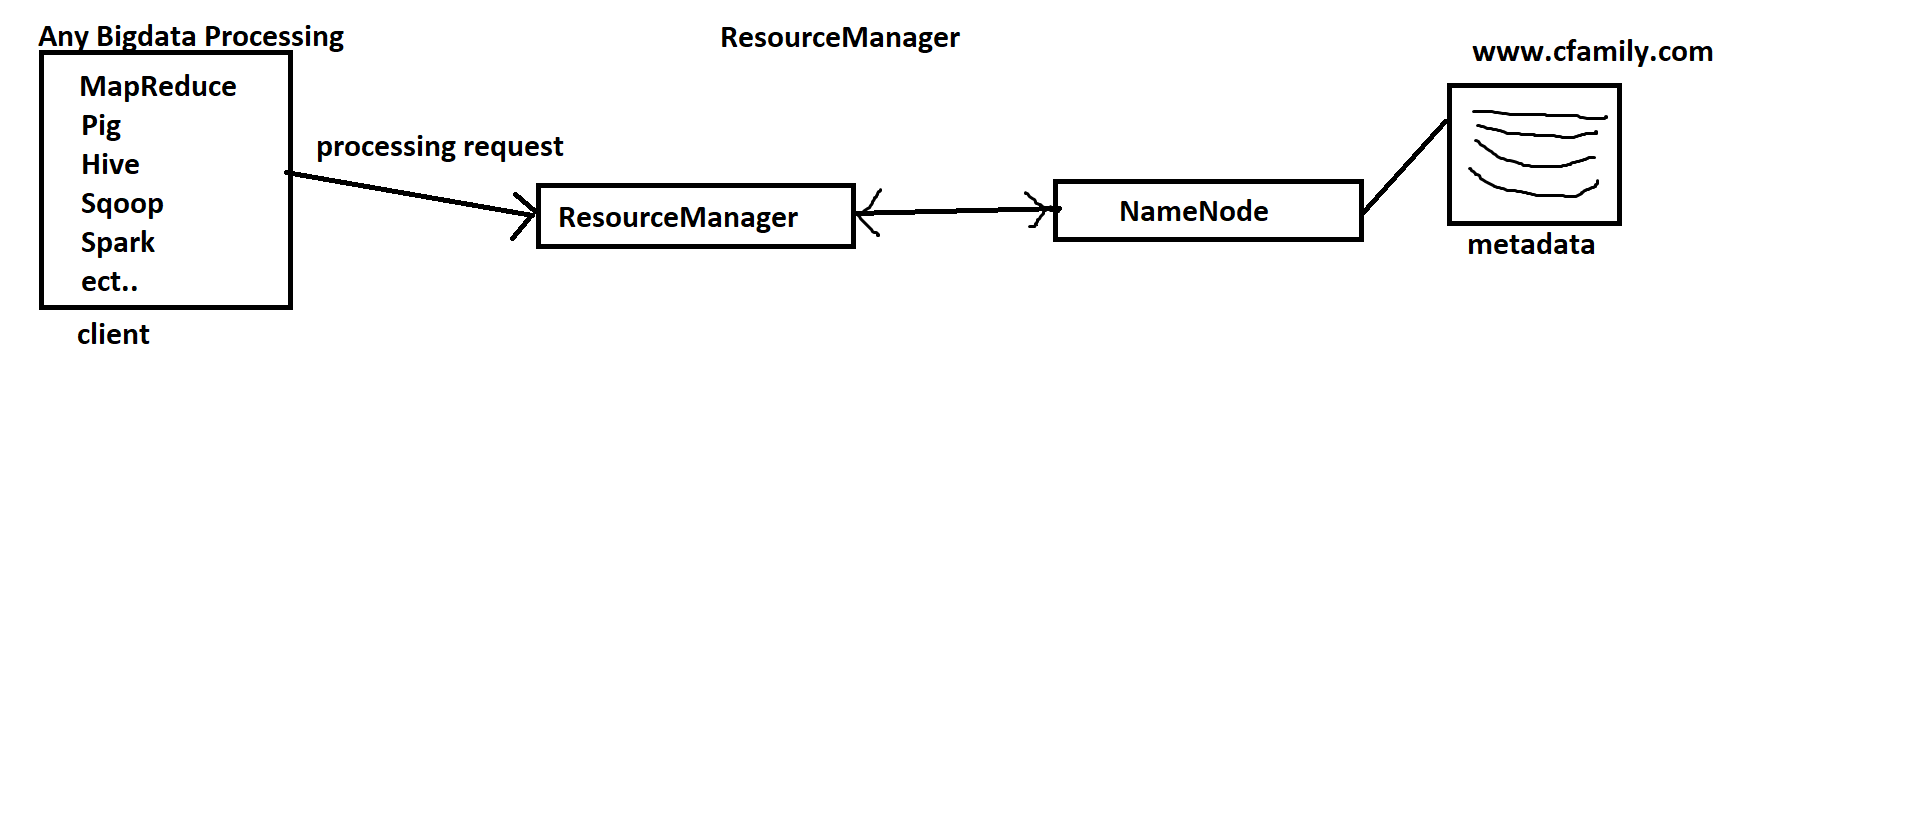 Any Bigdata Processing
ResourceManager
www.cfamily.com
MapReduce
Pig
Hive
Sqoop
Spark
ect..
client
processing request
ResourceManager
NameNode
metadata